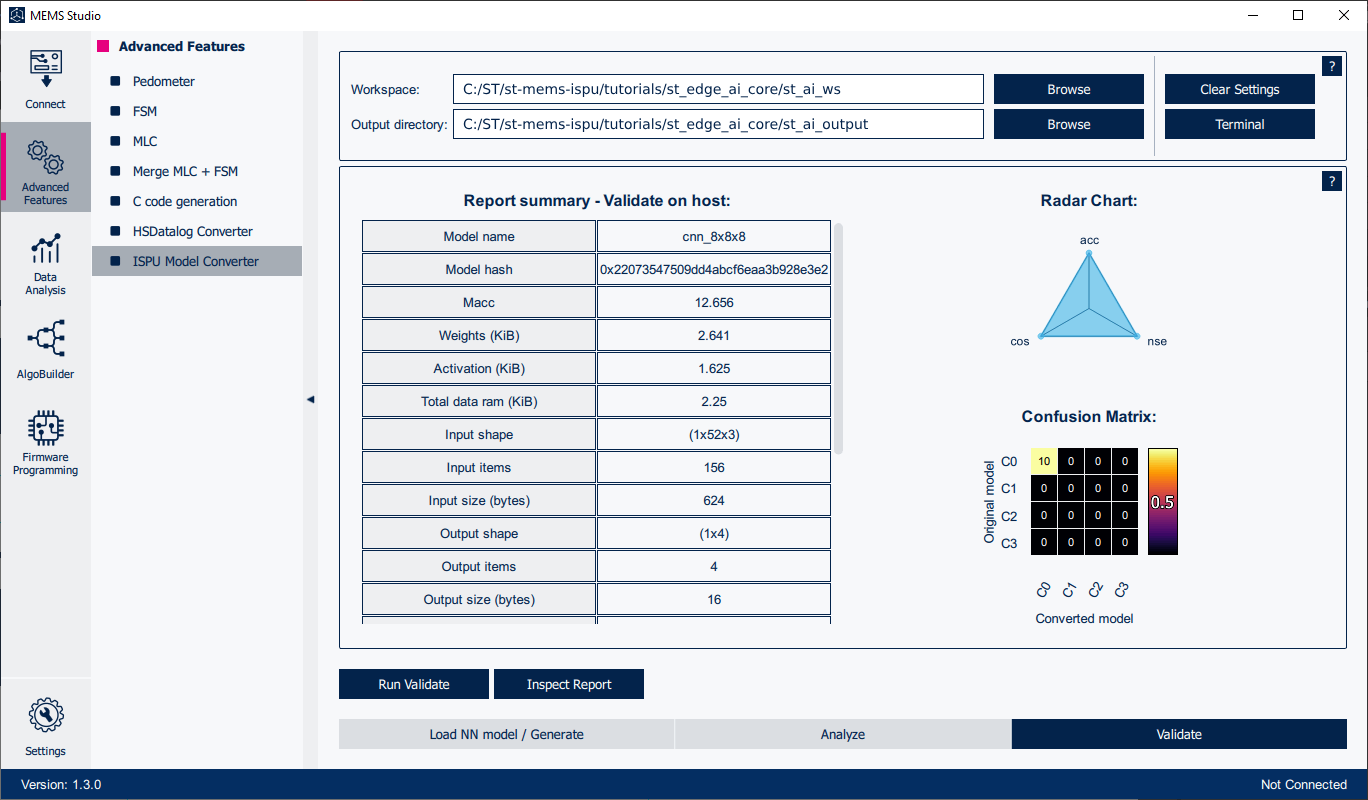 MEMS Studio
Connect
Advanced
Features
Data
Analysis
AlgoBuilder
Firmware
Programming
Settings
Advanced Features
Pedometer
FSM
MLC
Merge MLC + FSM
C code generation
HSDatalog Converter
ISPU Model Converter
Workspace: C:/ST/st-mems-ispu/tutorials/st_edge_ai_core/st_ai_ws Browse Clear Settings ?
Output directory: C:/ST/st-mems-ispu/tutorials/st_edge_ai_core/st_ai_output Browse Terminal
?
Report summary - Validate on host:
Model name cnn_8x8x8
Model hash 0x22073547509dd4abcf6eaa3b928e3e2
Macc 12.656
Weights (KiB) 2.641
Activation (KiB) 1.625
Total data ram (KiB) 2.25
Input shape (1x52x3)
Input items 156
Input size (bytes) 624
Output shape (1x4)
Output items 4
Output size (bytes) 16
Radar Chart:
acc
cos nse
Confusion Matrix:
Original model
C0 10 0 0 0
C1 0 0 0 0
C2 0 0 0 0
C3 0 0 0 0
0.5
C0 C1 C2 C3
Converted model
Run Validate Inspect Report
Load NN model / Generate Analyze Validate
Version: 1.3.0 Not Connected